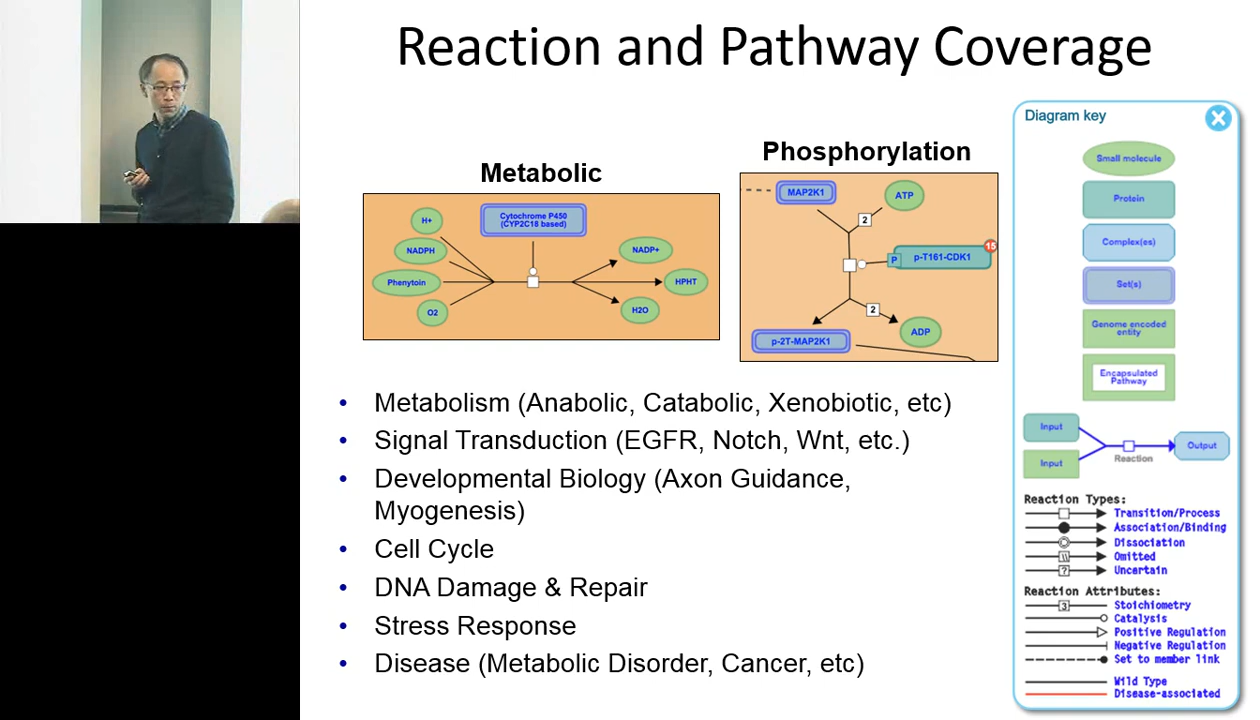 Reaction and Pathway Coverage
Metabolic
H+
Cytochrome P450
(CYP2C18 based)
NADPH
NADP+
Phenytoin
HPHT
O2
H2O
Phosphorylation
MAP2K1
ATP
2
15
P
p-T161-CDK1
2
p-2T-MAP2K1
ADP
• Metabolism (Anabolic, Catabolic, Xenobiotic, etc)
• Signal Transduction (EGFR, Notch, Wnt, etc.)
• Developmental Biology (Axon Guidance,
Myogenesis)
• Cell Cycle
• DNA Damage & Repair
• Stress Response
• Disease (Metabolic Disorder, Cancer, etc)
Diagram key
Small molecule
Protein
Complex(es)
Set(s)
Genome encoded
entity
Encapsulated
Pathway
Input
Input
Reaction
Output
Reaction Types:
Transition/Process
Association/Binding
Dissociation
\\ Omitted
? Uncertain
Reaction Attributes:
3 Stoichiometry
Catalysis
Positive Regulation
Negative Regulation
Set to member link
Wild Type
Disease-associated